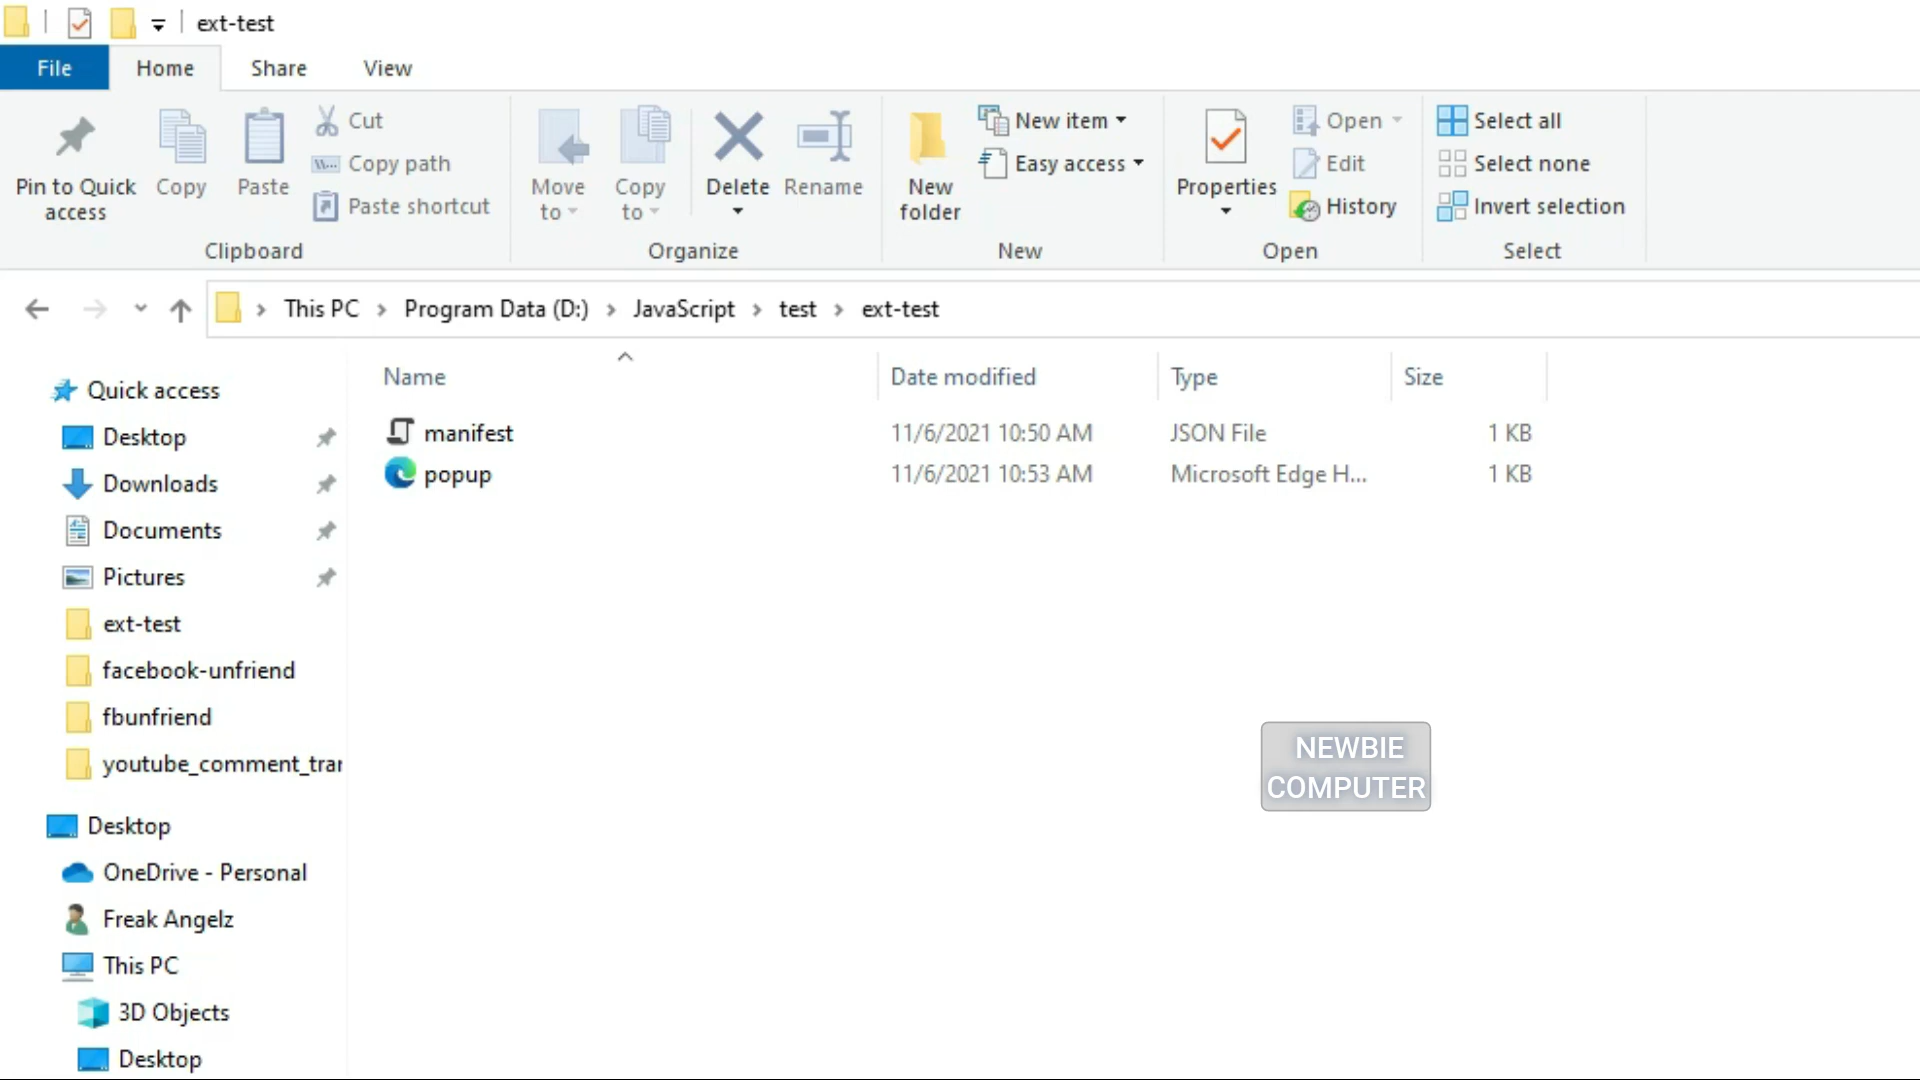 ext-test
File Home Share View
Pin to Quick access
Copy
Paste
Cut
Copy path
Paste shortcut
Clipboard
Move to
Copy to
Delete
Rename
Organize
New folder
New item
Easy access
New
Properties
Open
Edit
History
Open
Select all
Select none
Invert selection
Select
This PC › Program Data (D:) › JavaScript › test › ext-test
Quick access
Desktop
Downloads
Documents
Pictures
ext-test
facebook-unfriend
fbunfriend
youtube_comment_trar
Desktop
OneDrive - Personal
Freak Angelz
This PC
3D Objects
Desktop
Name Date modified Type Size
manifest 11/6/2021 10:50 AM JSON File 1 KB
popup 11/6/2021 10:53 AM Microsoft Edge H... 1 KB
NEWBIE
COMPUTER